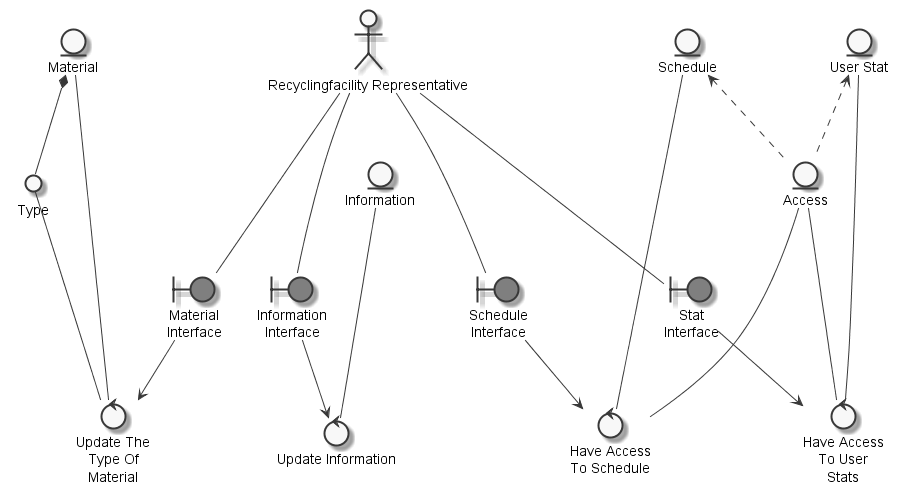 Material
Recyclingfacility Representative
Schedule
User Stat
Type
Information
Access
Material
Interface
Information
Interface
Schedule
Interface
Stat
Interface
Update The
Type Of
Material
Update Information
Have Access
To Schedule
Have Access
To User
Stats